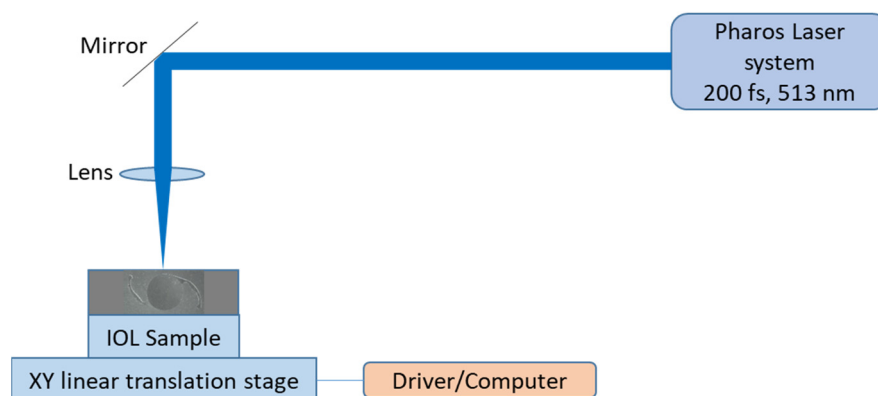 Mirror
Pharos Laser
system
200 fs, 513 nm
Lens
IOL Sample
XY linear translation stage
Driver/Computer